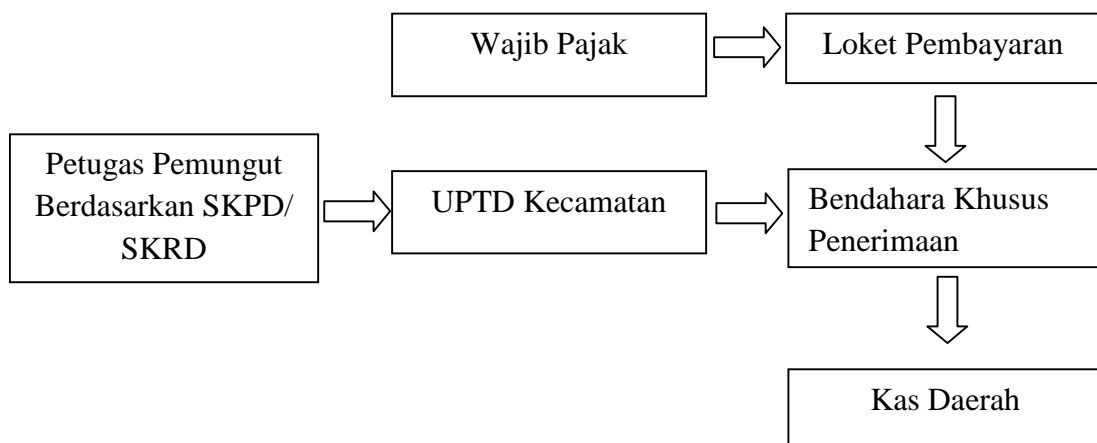 Wajib Pajak
Loket Pembayaran
Petugas Pemungut
Berdasarkan SKPD/
SKRD
UPTD Kecamatan
Bendahara Khusus
Penerimaan
Kas Daerah